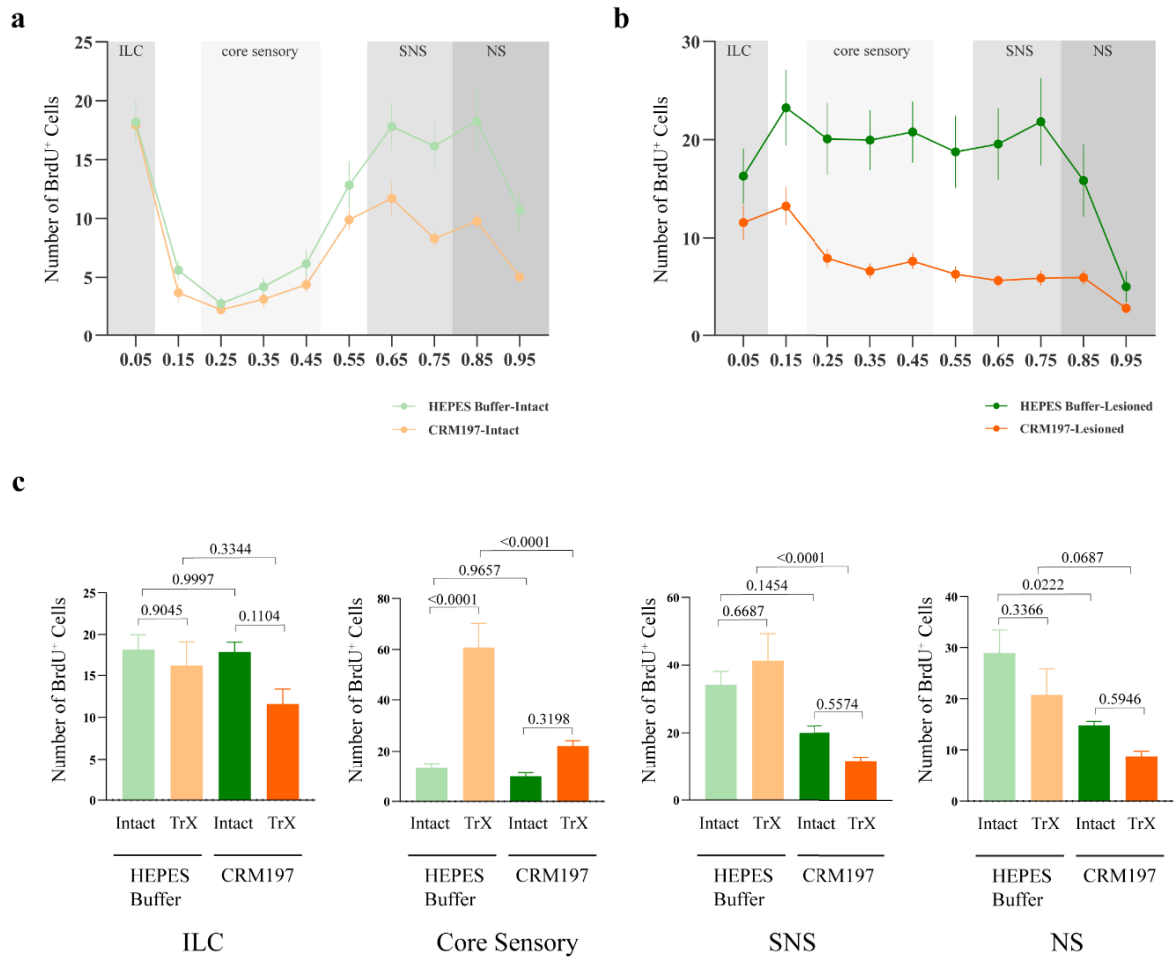 a
b
25
20
15
10
5
0
Number of BrdU⁺ Cells
ILC
core sensory
SNS
NS
0.05 0.15 0.25 0.35 0.45 0.55 0.65 0.75 0.85 0.95
HEPES Buffer-Intact
CRM197-Intact
30
20
10
0
Number of BrdU⁺ Cells
ILC
core sensory
SNS
NS
0.05 0.15 0.25 0.35 0.45 0.55 0.65 0.75 0.85 0.95
HEPES Buffer-Lesioned
CRM197-Lesioned
c
0.3344
0.9997
0.9045
0.1104
25
20
15
10
5
0
Number of BrdU⁺ Cells
Intact TrX Intact TrX
HEPES
Buffer
CRM197
ILC
<0.0001
0.9657
<0.0001
0.3198
80
60
40
20
0
Number of BrdU⁺ Cells
Intact TrX Intact TrX
HEPES
Buffer
CRM197
Core Sensory
<0.0001
0.1454
0.6687
0.5574
60
40
20
0
Number of BrdU⁺ Cells
Intact TrX Intact TrX
HEPES
Buffer
CRM197
SNS
0.0687
0.0222
0.3366
0.5946
40
30
20
10
0
Number of BrdU⁺ Cells
Intact TrX Intact TrX
HEPES
Buffer
CRM197
NS